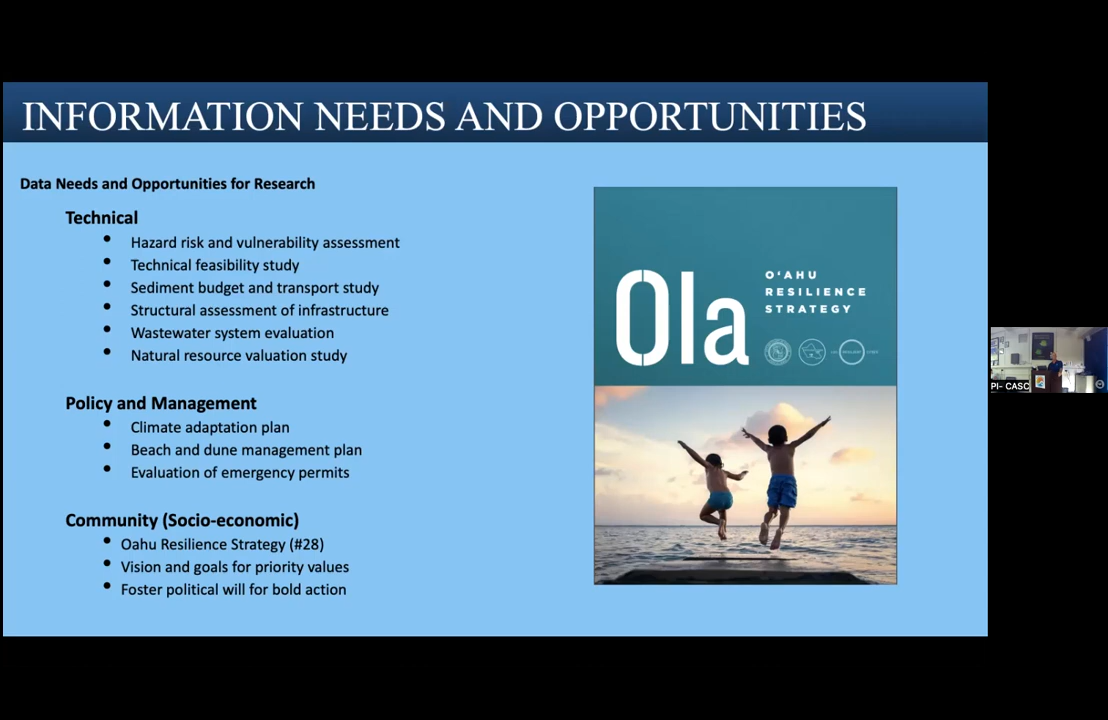 INFORMATION NEEDS AND OPPORTUNITIES
Data Needs and Opportunities for Research
Technical
• Hazard risk and vulnerability assessment
• Technical feasibility study
• Sediment budget and transport study
• Structural assessment of infrastructure
• Wastewater system evaluation
• Natural resource valuation study
Policy and Management
• Climate adaptation plan
• Beach and dune management plan
• Evaluation of emergency permits
Community (Socio-economic)
• Oahu Resilience Strategy (#28)
• Vision and goals for priority values
• Foster political will for bold action
Ola
OʻAHU
RESILIENCE
STRATEGY
PI- CASC